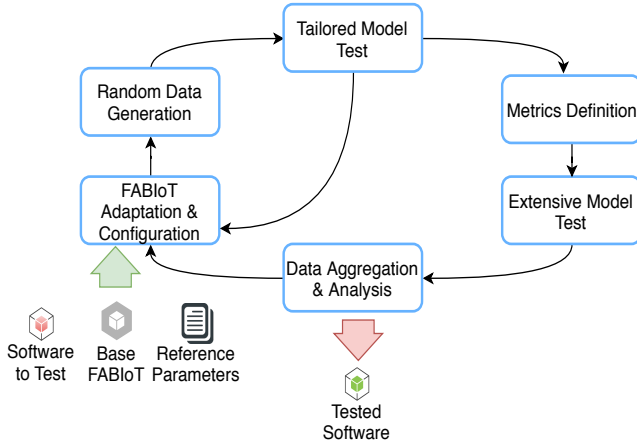 Tailored Model
Test
Random Data
Generation
Metrics Definition
FABIoT
Adaptation &
Configuration
Extensive Model
Test
Data Aggregation
& Analysis
Software
to Test
Base
FABIoT
Reference
Parameters
Tested
Software